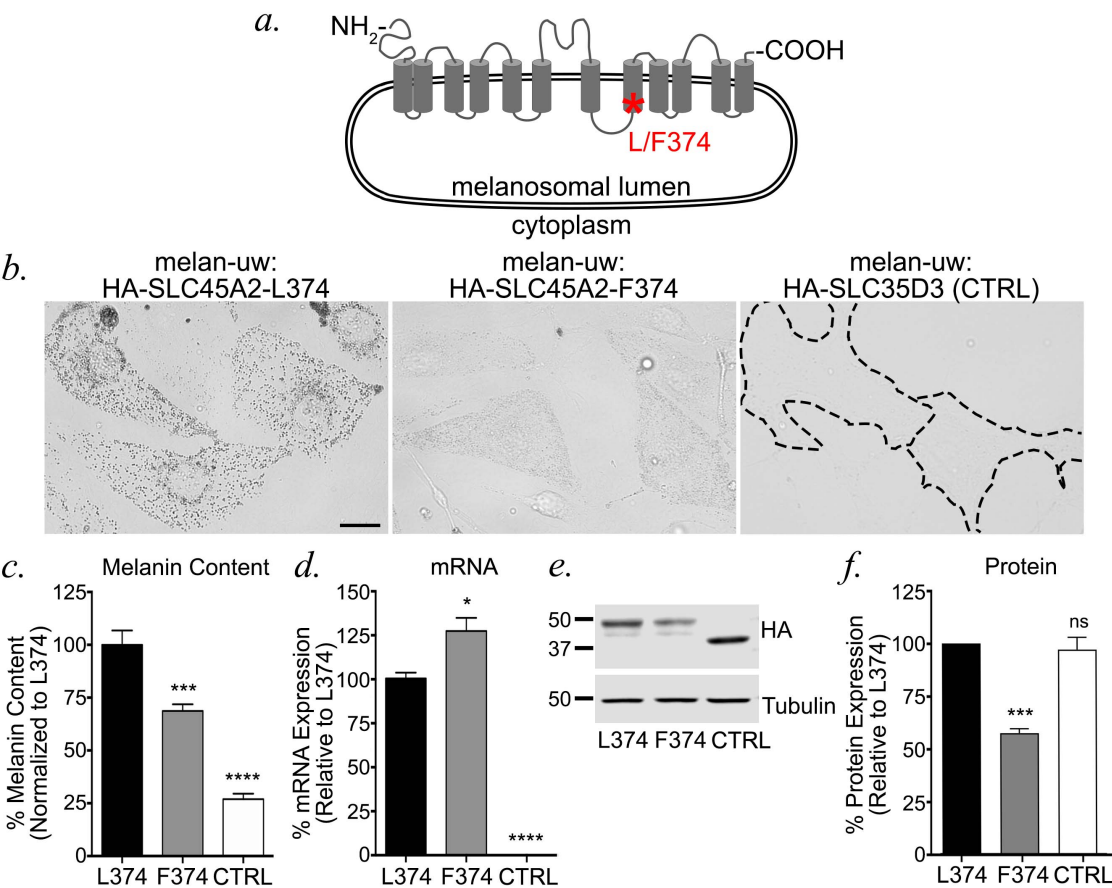 a.
NH2-
-COOH
L/F374
melanosomal lumen
cytoplasm
b.
melan-uw:
HA-SLC45A2-L374
melan-uw:
HA-SLC45A2-F374
melan-uw:
HA-SLC35D3 (CTRL)
c.
Melanin Content
% Melanin Content
(Normalized to L374)
125
100
75
50
25
0
***
****
L374 F374 CTRL
d.
mRNA
% mRNA Expression
(Relative to L374)
150
125
100
75
50
25
0
*
****
L374 F374 CTRL
e.
50
37
HA
50
Tubulin
L374 F374 CTRL
f.
Protein
% Protein Expression
(Relative to L374)
125
100
75
50
25
0
***
ns
L374 F374 CTRL